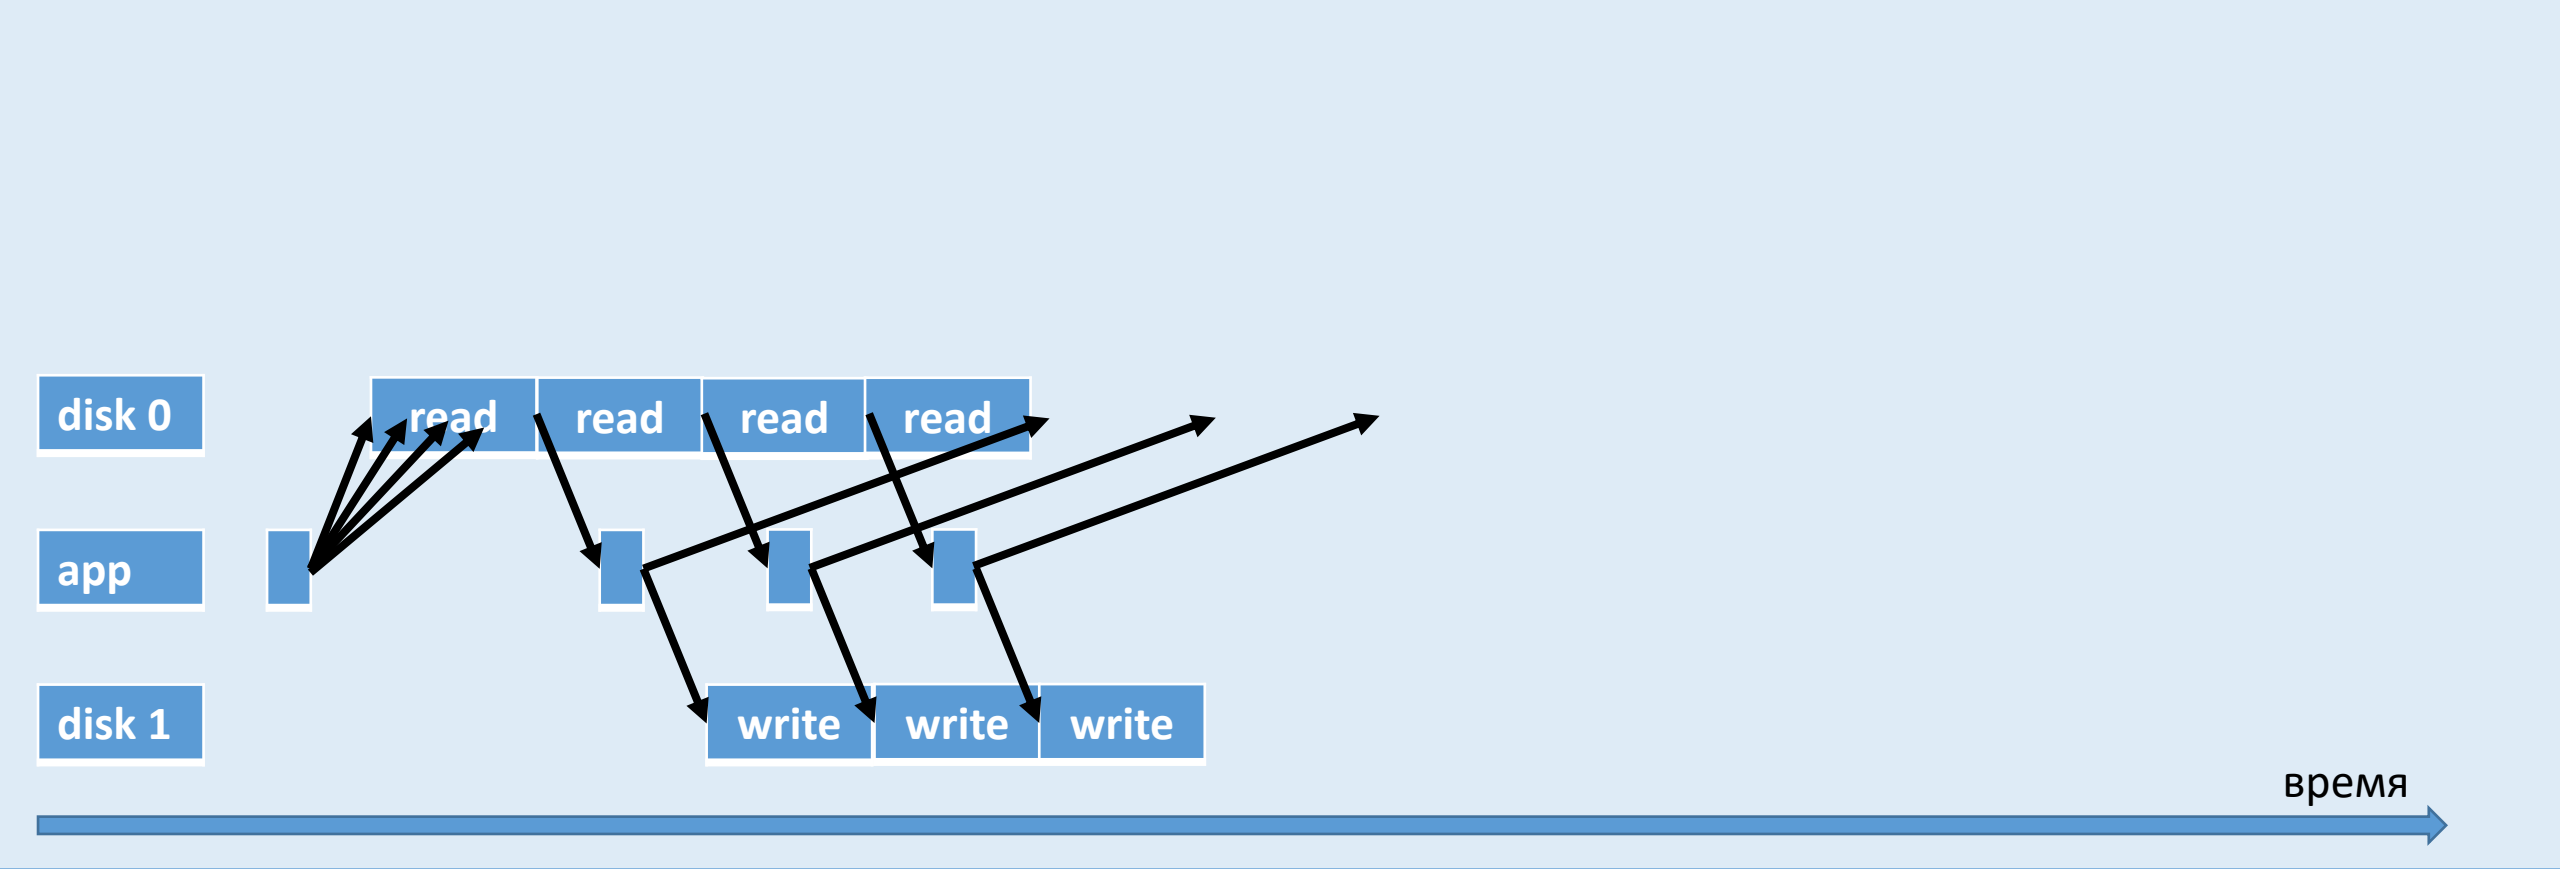 disk 0
read read read read
app
disk 1
write write write
время